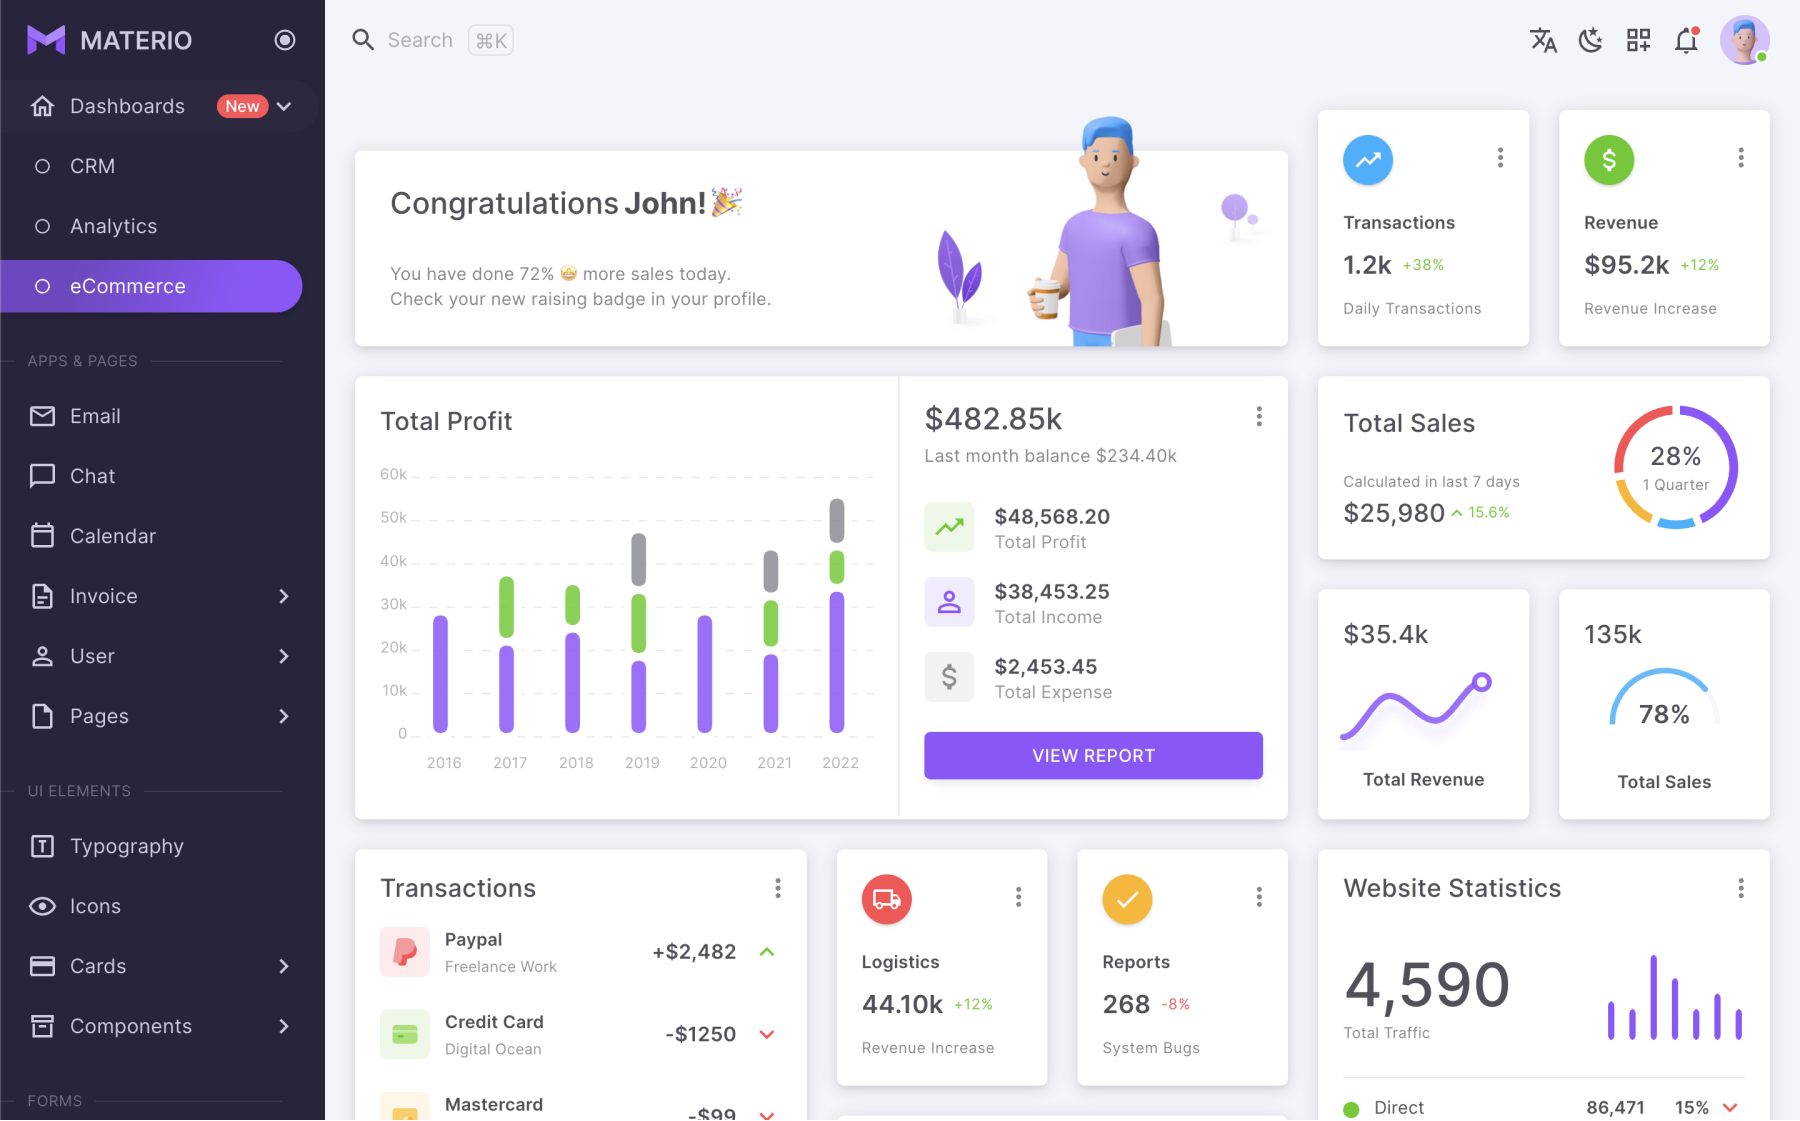 MATERIO
Dashboards New
CRM
Analytics
eCommerce
APPS & PAGES
Email
Chat
Calendar
Invoice
User
Pages
UI ELEMENTS
Typography
Icons
Cards
Components
FORMS
Search ⌘K
Congratulations John! 🎉
You have done 72% 🤩 more sales today.
Check your new raising badge in your profile.
Transactions
1.2k +38%
Daily Transactions
Revenue
$95.2k +12%
Revenue Increase
Total Profit
60k
50k
40k
30k
20k
10k
0
2016 2017 2018 2019 2020 2021 2022
$482.85k
Last month balance $234.40k
$48,568.20
Total Profit
$38,453.25
Total Income
$2,453.45
Total Expense
VIEW REPORT
Total Sales
Calculated in last 7 days
$25,980 15.6%
28%
1 Quarter
$35.4k
Total Revenue
135k
78%
Total Sales
Transactions
Paypal
Freelance Work
+$2,482
Credit Card
Digital Ocean
-$1250
Mastercard
-$99
Logistics
44.10k +12%
Revenue Increase
Reports
268 -8%
System Bugs
Website Statistics
4,590
Total Traffic
Direct 86,471 15%